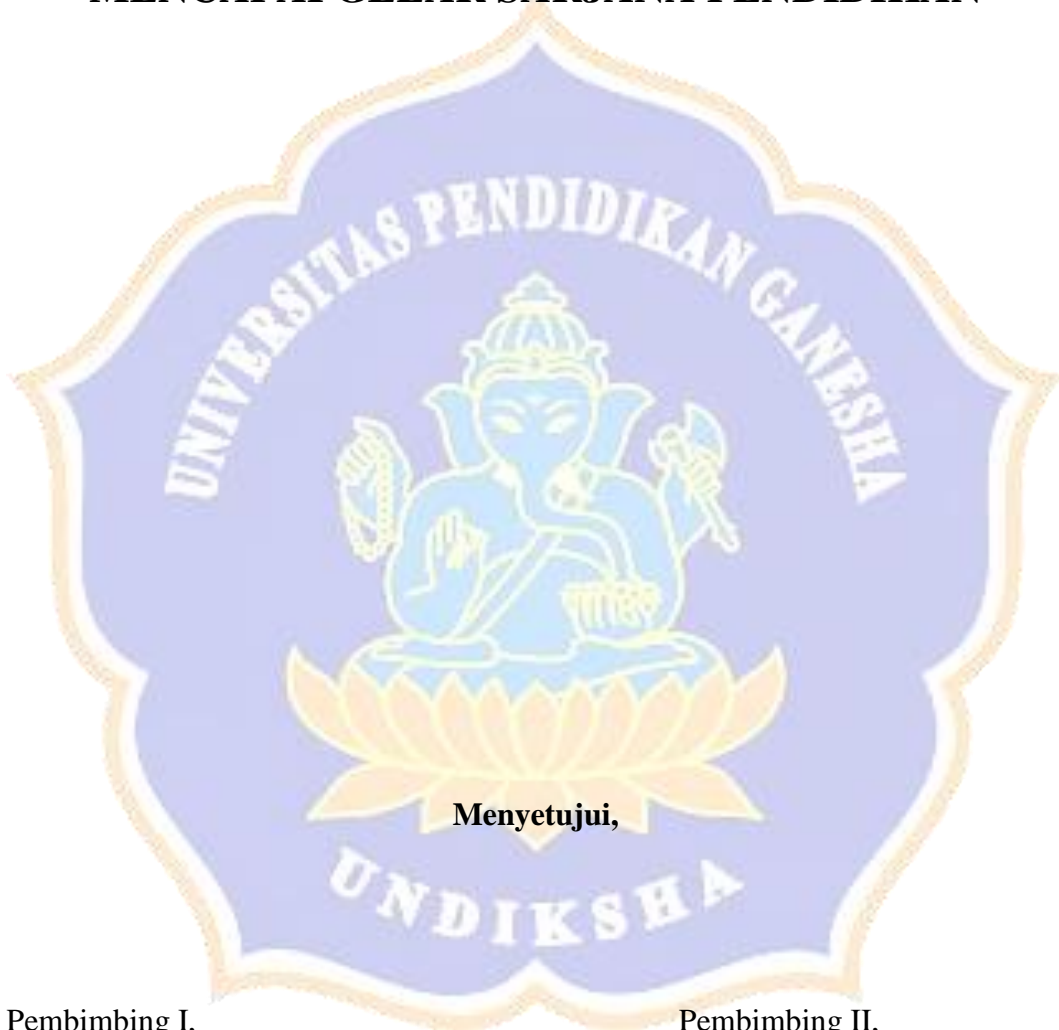 MENCAPAI GELAR SARJANA PENDIDIKAN
UNIVERSITAS PENDIDIKAN GANESHA
Menyetujui,
UNDIKSHA
Pembimbing I, Pembimbing II,